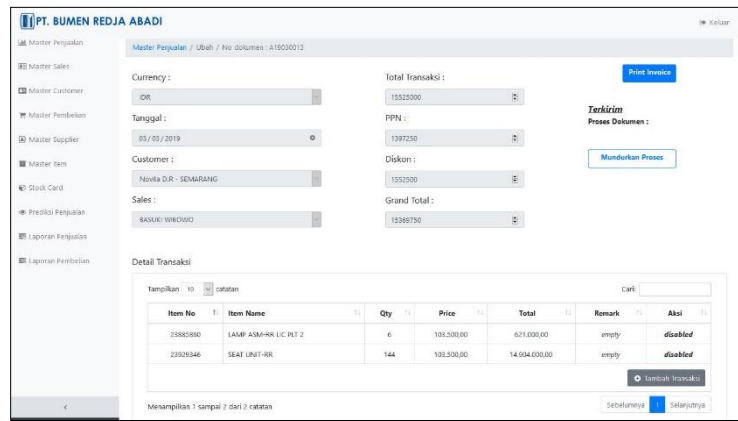 PT. BUMEN REDJA ABADI
Keluar
Master Penjualan
Master Sales
Master Customer
Master Pembelian
Master Supplier
Master Item
Stock Card
Prediksi Penjualan
Laporan Penjualan
Laporan Pembelian
Master Penjualan / Ubah / No dokumen : A19030013
Currency :
IDR
Tanggal :
03 / 03 / 2019
Customer :
Novita D.R - SEMARANG
Sales :
BASUKI WIBOWO
Total Transaksi :
15525000
PPN :
1397250
Diskon :
1552500
Grand Total :
15369750
Print Invoice
Terkirim
Proses Dokumen :
Mundurkan Proses
Detail Transaksi
Tampilkan 10 catatan
Cari:
Item No Item Name Qty Price Total Remark Aksi
23885860 LAMP ASM-RR LIC PLT 2 6 103.500,00 621.000,00 empty disabled
23929346 SEAT UNIT-RR 144 103.500,00 14.904.000,00 empty disabled
Tambah Transaksi
Menampilkan 1 sampai 2 dari 2 catatan
Sebelumnya 1 Selanjutnya